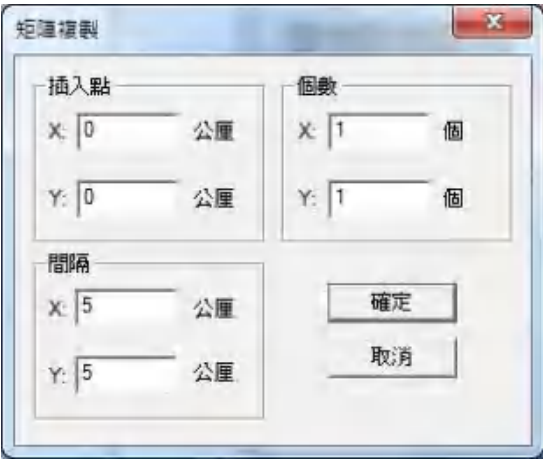 矩陣複製
插入點
X: 0 公厘
Y: 0 公厘
個數
X: 1 個
Y: 1 個
間隔
X: 5 公厘
Y: 5 公厘
確定
取消